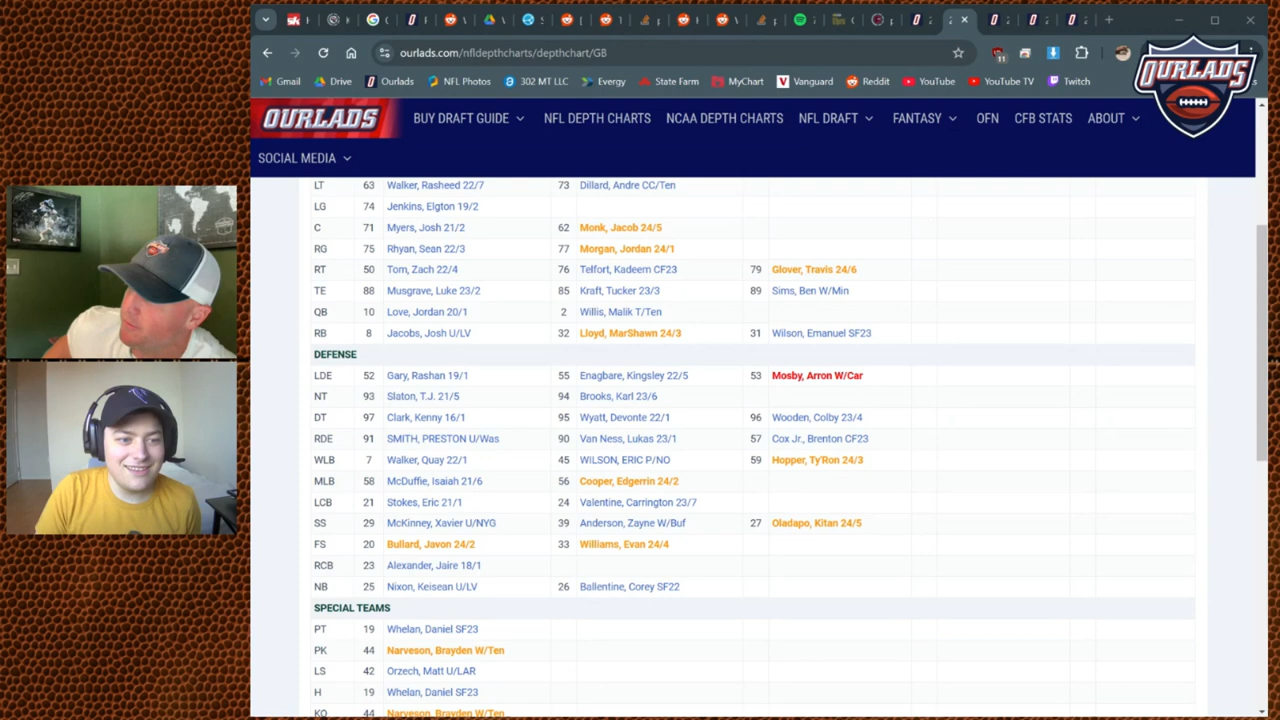 ourlads.com/nfldepthcharts/depthchart/GB
11
Gmail Drive Ourlads NFL Photos 302 MT LLC Evergy State Farm MyChart Vanguard Reddit YouTube YouTube TV Twitch
OURLADS
OURLADS BUY DRAFT GUIDE NFL DEPTH CHARTS NCAA DEPTH CHARTS NFL DRAFT FANTASY OFN CFB STATS ABOUT
SOCIAL MEDIA
LT 63 Walker, Rasheed 22/7 73 Dillard, Andre CC/Ten
LG 74 Jenkins, Elgton 19/2
C 71 Myers, Josh 21/2 62 Monk, Jacob 24/5
RG 75 Rhyan, Sean 22/3 77 Morgan, Jordan 24/1
RT 50 Tom, Zach 22/4 76 Telfort, Kadeem CF23 79 Glover, Travis 24/6
TE 88 Musgrave, Luke 23/2 85 Kraft, Tucker 23/3 89 Sims, Ben W/Min
QB 10 Love, Jordan 20/1 2 Willis, Malik T/Ten
RB 8 Jacobs, Josh U/LV 32 Lloyd, MarShawn 24/3 31 Wilson, Emanuel SF23
DEFENSE
LDE 52 Gary, Rashan 19/1 55 Enagbare, Kingsley 22/5 53 Mosby, Arron W/Car
NT 93 Slaton, T.J. 21/5 94 Brooks, Karl 23/6
DT 97 Clark, Kenny 16/1 95 Wyatt, Devonte 22/1 96 Wooden, Colby 23/4
RDE 91 SMITH, PRESTON U/Was 90 Van Ness, Lukas 23/1 57 Cox Jr., Brenton CF23
WLB 7 Walker, Quay 22/1 45 WILSON, ERIC P/NO 59 Hopper, Ty'Ron 24/3
MLB 58 McDuffie, Isaiah 21/6 56 Cooper, Edgerrin 24/2
LCB 21 Stokes, Eric 21/1 24 Valentine, Carrington 23/7
SS 29 McKinney, Xavier U/NYG 39 Anderson, Zayne W/Buf 27 Oladapo, Kitan 24/5
FS 20 Bullard, Javon 24/2 33 Williams, Evan 24/4
RCB 23 Alexander, Jaire 18/1
NB 25 Nixon, Keisean U/LV 26 Ballentine, Corey SF22
SPECIAL TEAMS
PT 19 Whelan, Daniel SF23
PK 44 Narveson, Brayden W/Ten
LS 42 Orzech, Matt U/LAR
H 19 Whelan, Daniel SF23
KO 44 Narveson, Brayden W/Ten